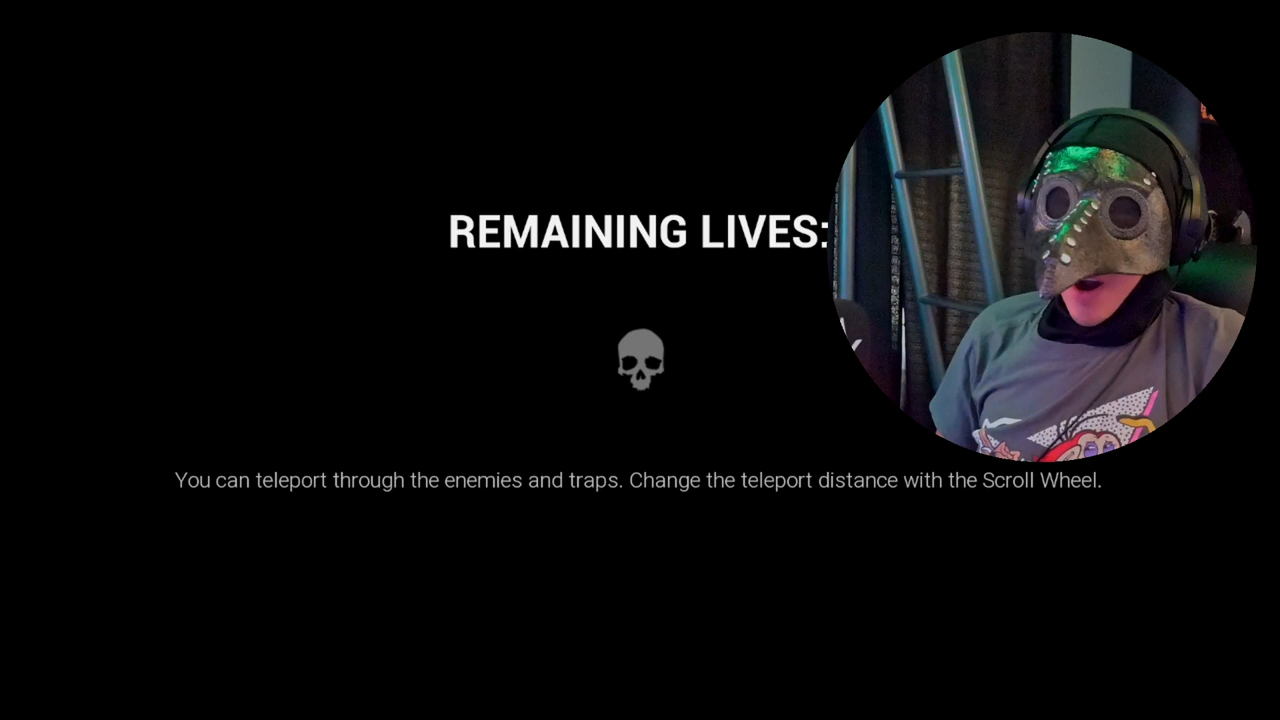 REMAINING LIVES:
You can teleport through the enemies and traps. Change the teleport distance with the Scroll Wheel.